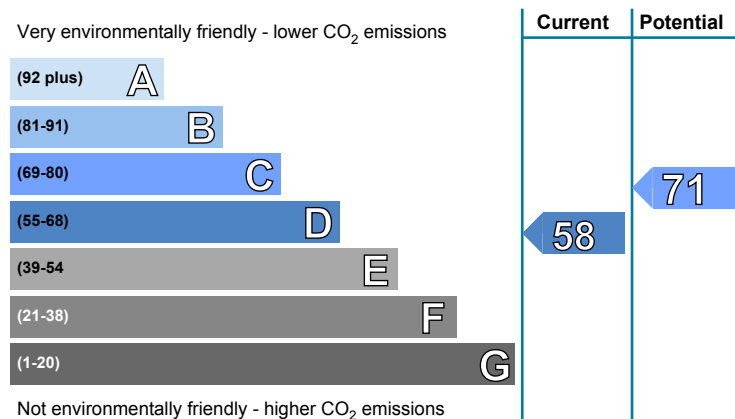 Very environmentally friendly - lower CO₂ emissions
Current
Potential
(92 plus) A
(81-91) B
(69-80) C
(55-68) D
(39-54 E
(21-38) F
(1-20) G
58
71
Not environmentally friendly - higher CO₂ emissions